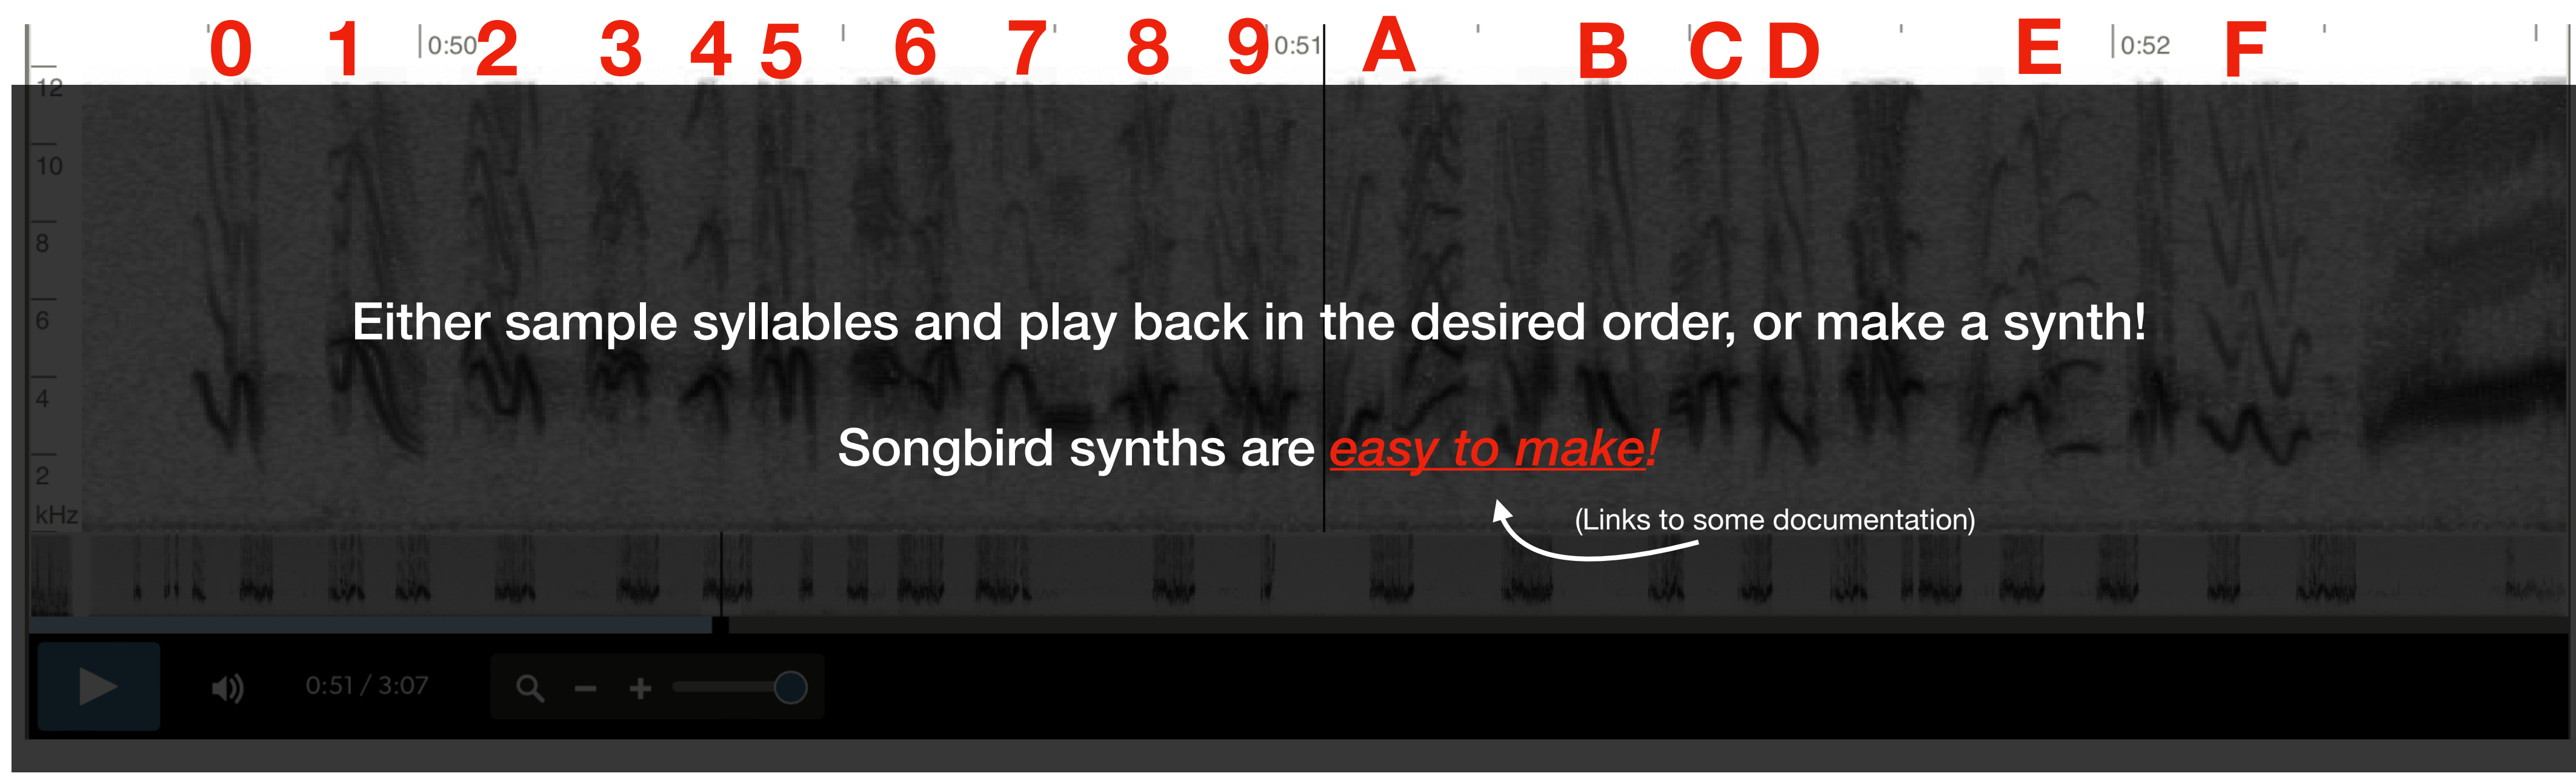 0 1 0:50 2 3 4 5 6 7 8 9 0:51 A B C D E 0:52 F
12
10
8
6
Either sample syllables and play back in the desired order, or make a synth!
4
Songbird synths are easy to make!
2
kHz
(Links to some documentation)
0:51 / 3:07